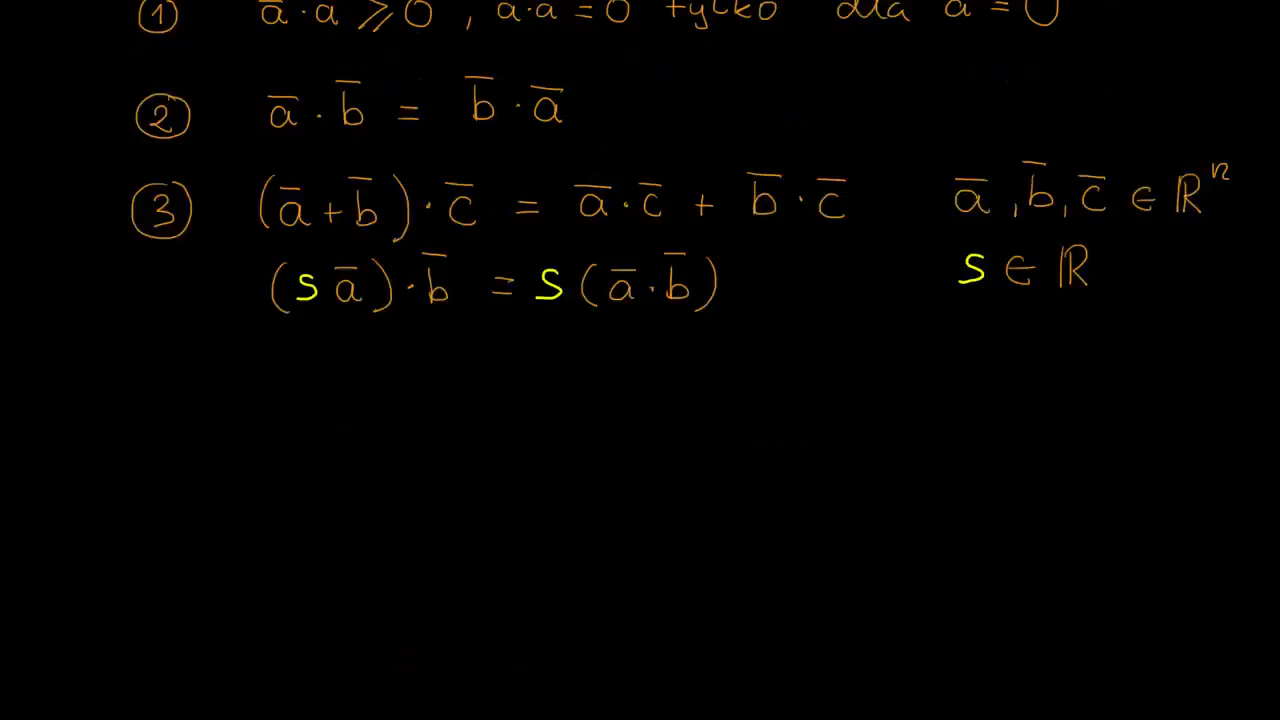 ① a̅·a ⩾ 0 , a·a = 0 tylko dla a = 0
② a̅ · b̅ = b̅ · a̅
③ (a̅ + b̅) · c̅ = a̅ · c̅ + b̅ · c̅ a̅, b̅, c̅ ∈ ℝⁿ
(s a̅) · b̅ = s (a̅ · b̅) s ∈ ℝ